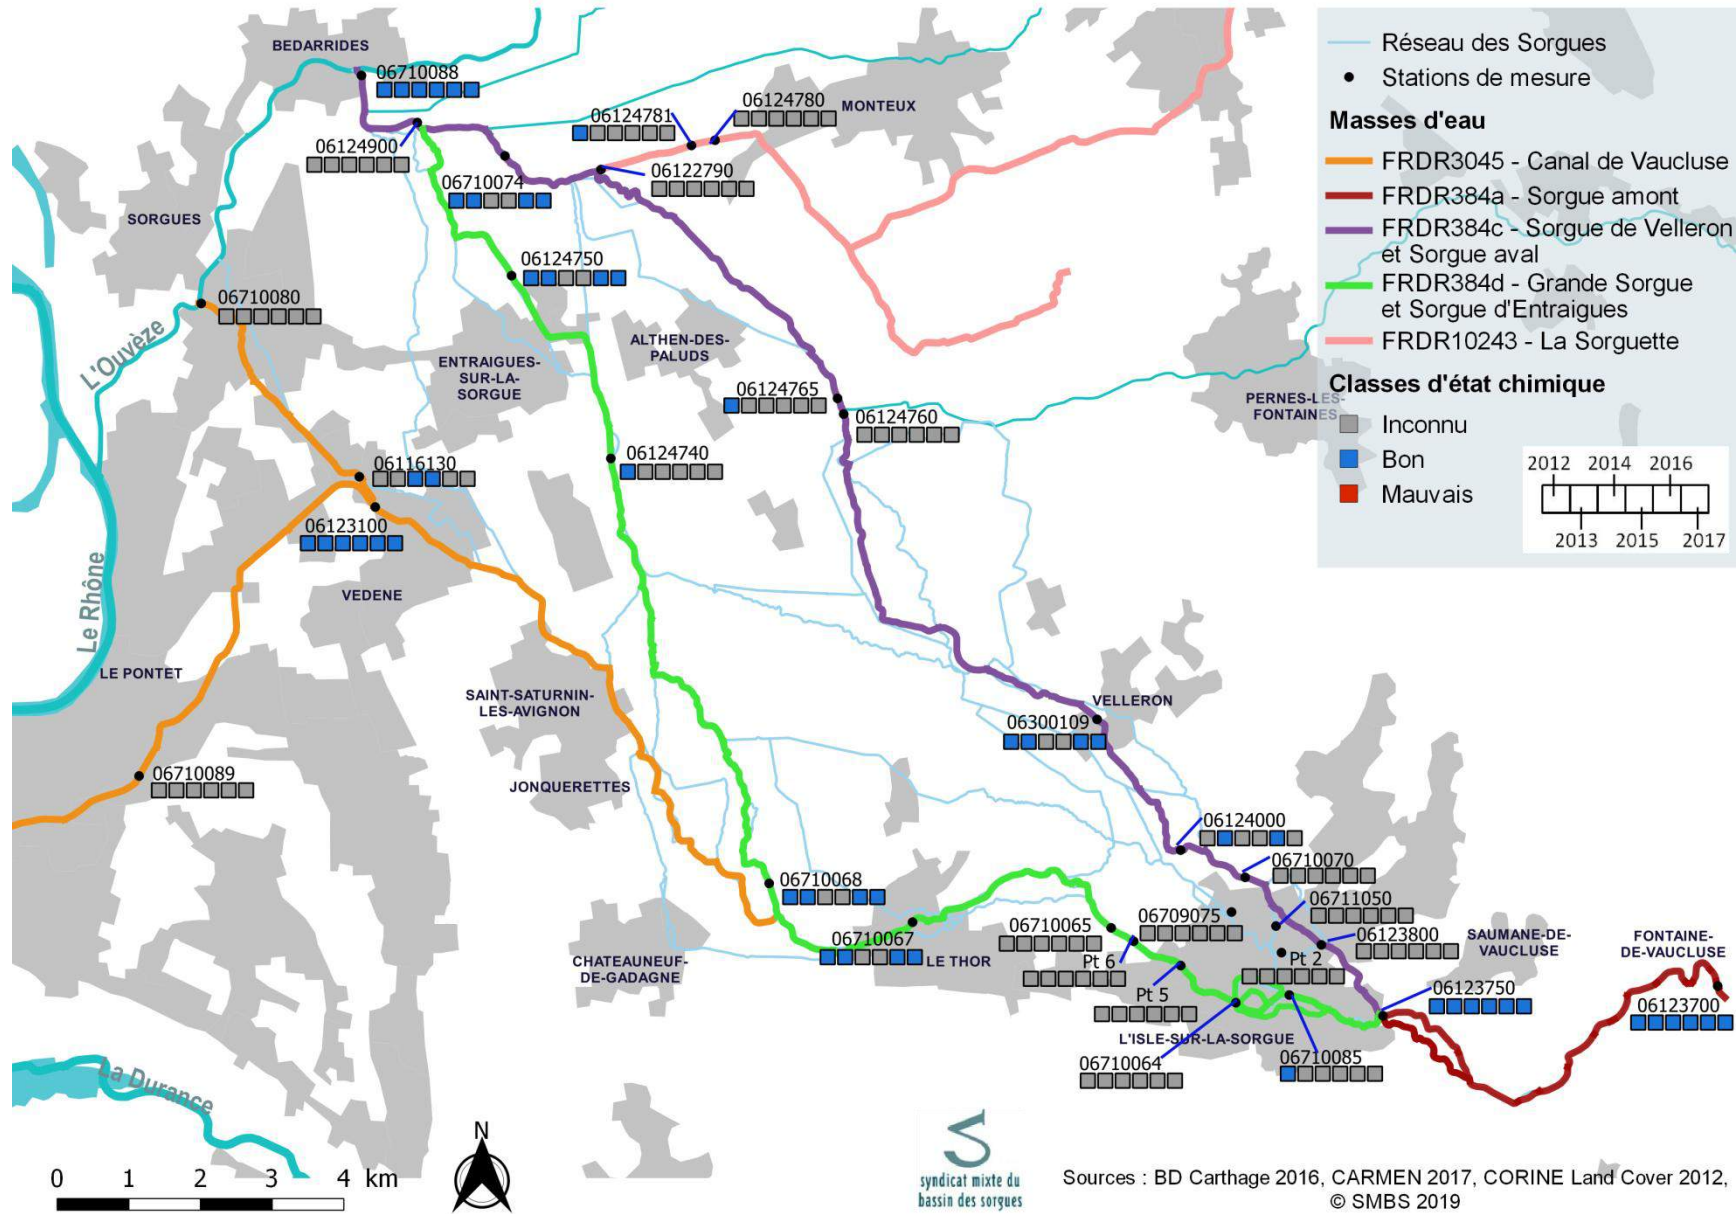 BEDARRIDES
06710088
06124781
06124780
MONTEUX
06124900
06122790
06710074
SORGUES
06124750
06710080
L'Ouvèze
ENTRAIGUES-
SUR-LA-
SORGUE
ALTHEN-DES-
PALUDS
06124765
06124760
PERNES-LES-
FONTAINES
06124740
06116130
06123100
VEDENE
Le Rhône
LE PONTET
SAINT-SATURNIN-
LES-AVIGNON
VELLERON
06300109
06710089
JONQUERETTES
06124000
06710070
06710068
06711050
06709075
06710065
06123800
SAUMANE-DE-
VAUCLUSE
FONTAINE-
DE-VAUCLUSE
06710067
LE THOR
CHATEAUNEUF-
DE-GADAGNE
Pt 6
Pt 2
Pt 5
06123750
06123700
L'ISLE-SUR-LA-SORGUE
06710064
06710085
La Durance
Réseau des Sorgues
Stations de mesure
Masses d'eau
FRDR3045 - Canal de Vaucluse
FRDR384a - Sorgue amont
FRDR384c - Sorgue de Velleron
et Sorgue aval
FRDR384d - Grande Sorgue
et Sorgue d'Entraigues
FRDR10243 - La Sorguette
Classes d'état chimique
Inconnu
Bon
Mauvais
2012 2014 2016
2013 2015 2017
0 1 2 3 4 km
N
syndicat mixte du
bassin des sorgues
Sources : BD Carthage 2016, CARMEN 2017, CORINE Land Cover 2012,
© SMBS 2019